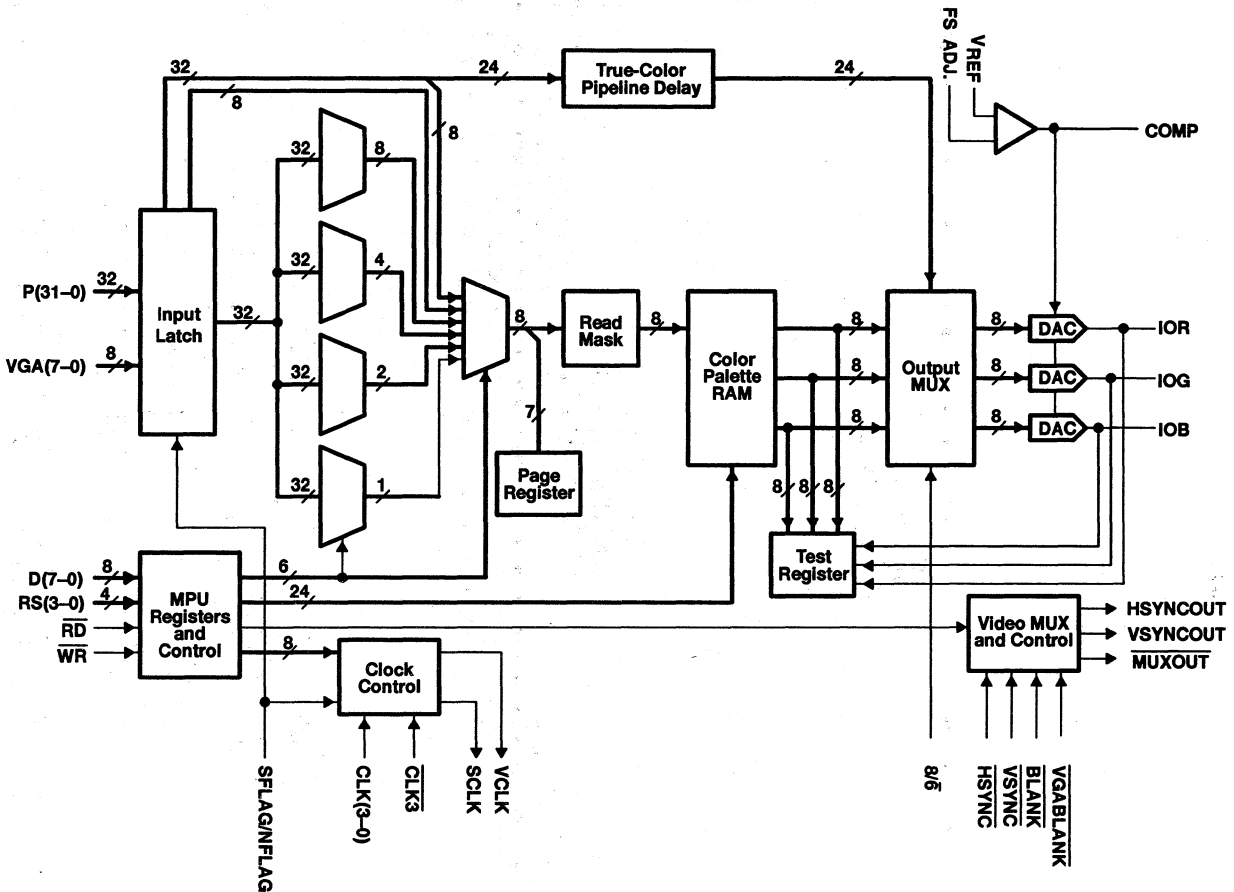 FS ADJ.
VREF
32
24
True-Color
Pipeline Delay
24
8
8
COMP
32
8
32
4
P(31–0)
32
Input
Latch
32
VGA(7–0)
8
32
2
8
Read
Mask
8
Color
Palette
RAM
8
8
8
Output
MUX
8
8
8
DAC
DAC
DAC
IOR
IOG
IOB
7
Page
Register
32
1
8
8
8
Test
Register
D(7–0)
8
RS(3–0)
4
RD
WR
MPU
Registers
and
Control
6
24
8
Clock
Control
Video MUX
and Control
HSYNCOUT
VSYNCOUT
MUXOUT
SFLAG/NFLAG
CLK(3–0)
CLK3
SCLK
VCLK
8/6
HSYNC
VSYNC
BLANK
VGABLANK